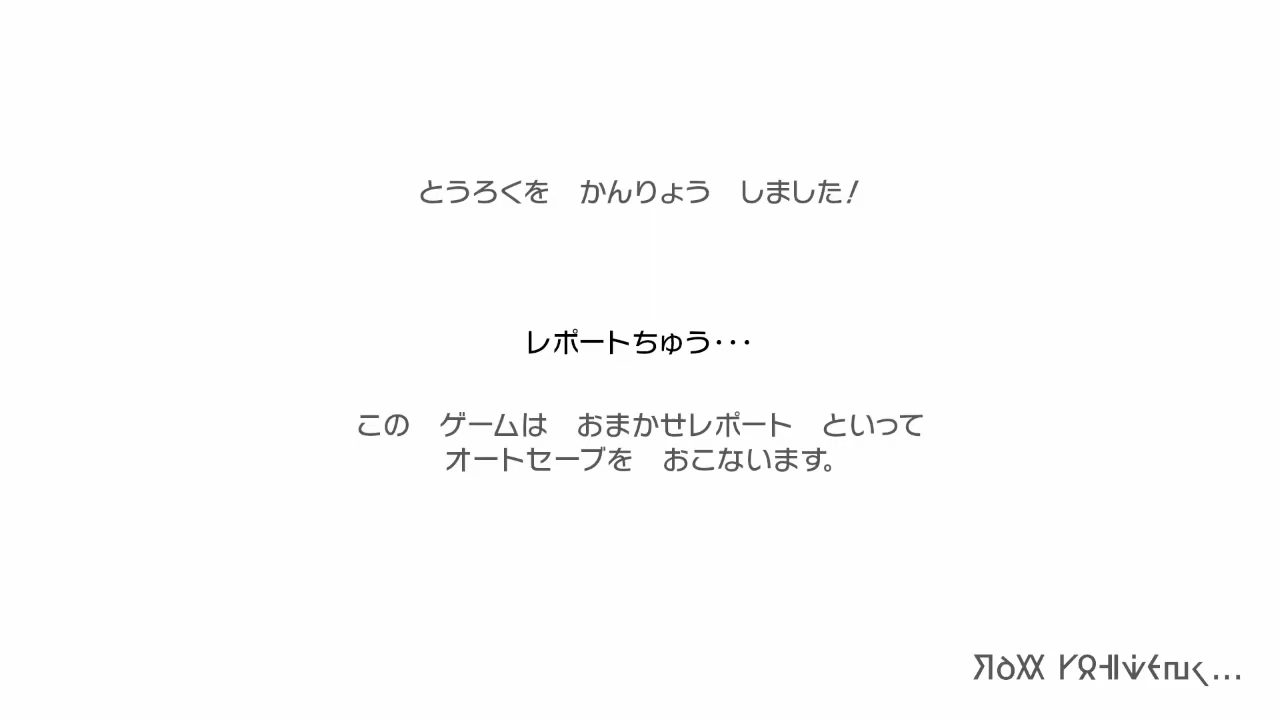 とうろくを　かんりょう　しました!
レポートちゅう･･･
この　ゲームは　おまかせレポート　といって
オートセーブを　おこないます。